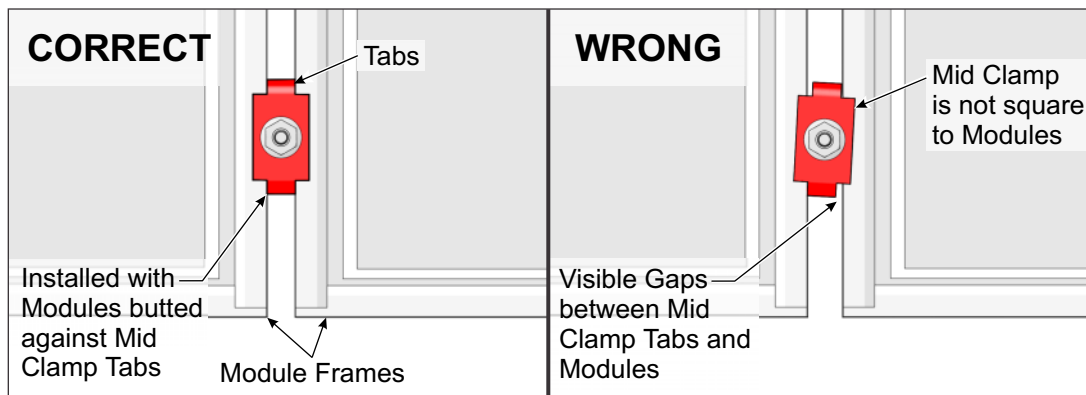 CORRECT
Tabs
Installed with
Modules butted
against Mid
Clamp Tabs
Module Frames
WRONG
Mid Clamp
is not square
to Modules
Visible Gaps
between Mid
Clamp Tabs and
Modules